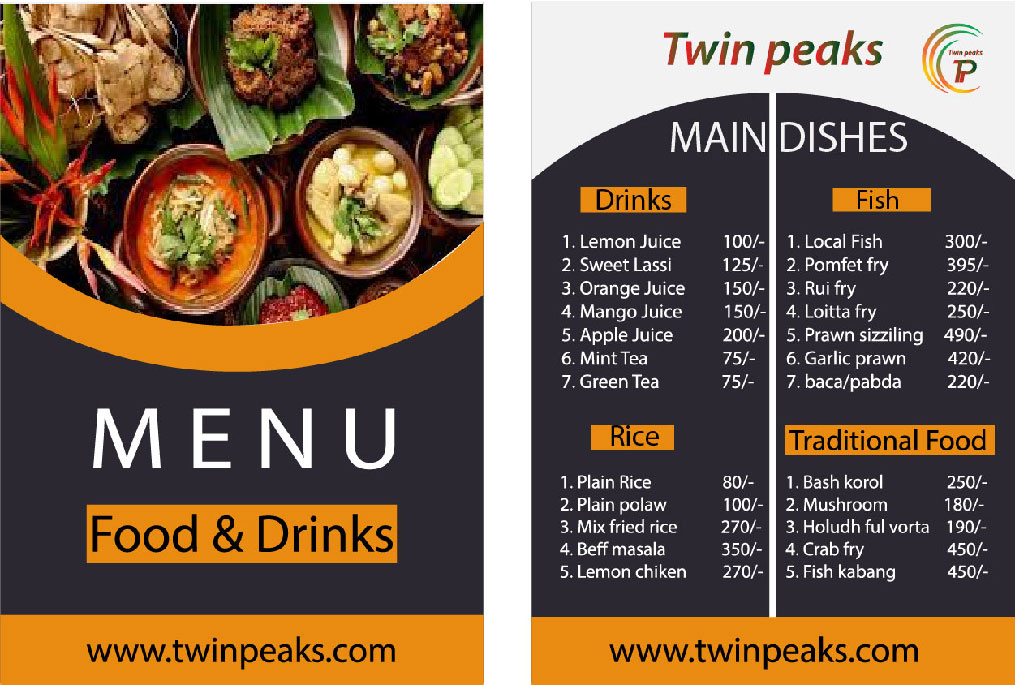 MENU
Food & Drinks
www.twinpeaks.com
Twin peaks
Twin peaks
TP
MAIN DISHES
Drinks
1. Lemon Juice 100/-
2. Sweet Lassi 125/-
3. Orange Juice 150/-
4. Mango Juice 150/-
5. Apple Juice 200/-
6. Mint Tea 75/-
7. Green Tea 75/-
Rice
1. Plain Rice 80/-
2. Plain polaw 100/-
3. Mix fried rice 270/-
4. Beff masala 350/-
5. Lemon chiken 270/-
Fish
1. Local Fish 300/-
2. Pomfet fry 395/-
3. Rui fry 220/-
4. Loitta fry 250/-
5. Prawn sizziling 490/-
6. Garlic prawn 420/-
7. baca/pabda 220/-
Traditional Food
1. Bash korol 250/-
2. Mushroom 180/-
3. Holudh ful vorta 190/-
4. Crab fry 450/-
5. Fish kabang 450/-
www.twinpeaks.com